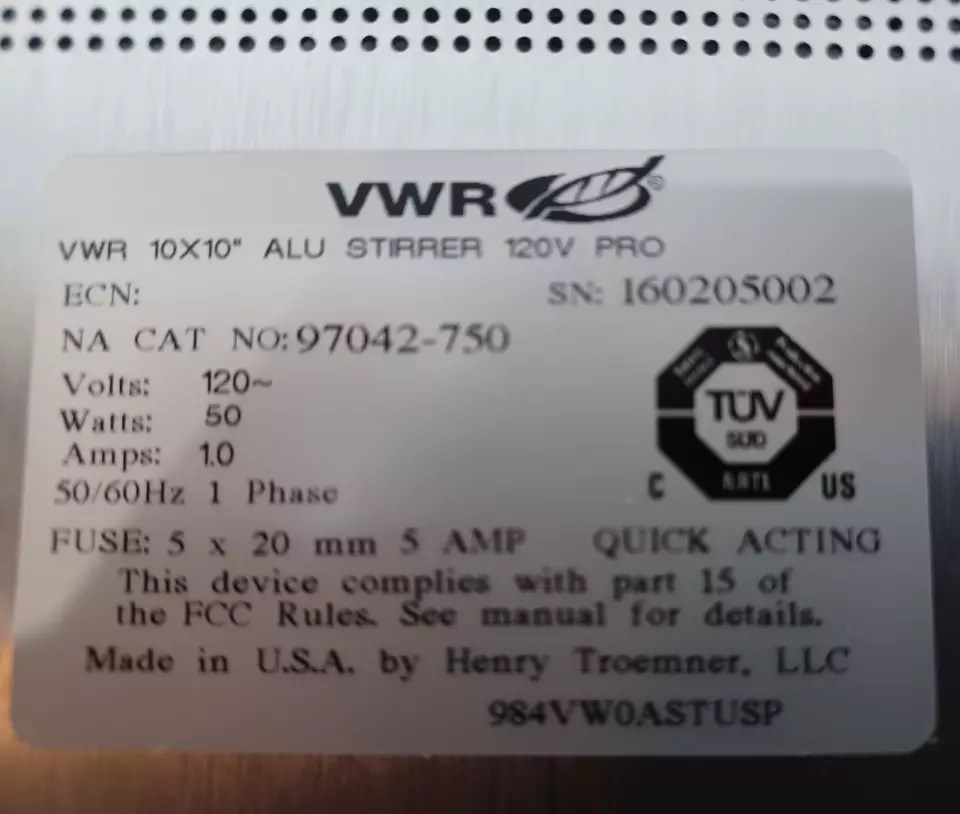 VWR®
VWR 10X10" ALU STIRRER 120V PRO
ECN: SN: 160205002
NA CAT NO: 97042-750
Volts: 120~
Watts: 50
Amps: 1.0
50/60Hz 1 Phase
TÜV
SÜD
NRTL
C US
FUSE: 5 x 20 mm 5 AMP QUICK ACTING
This device complies with part 15 of
the FCC Rules. See manual for details.
Made in U.S.A. by Henry Troemner, LLC
984VW0ASTUSP